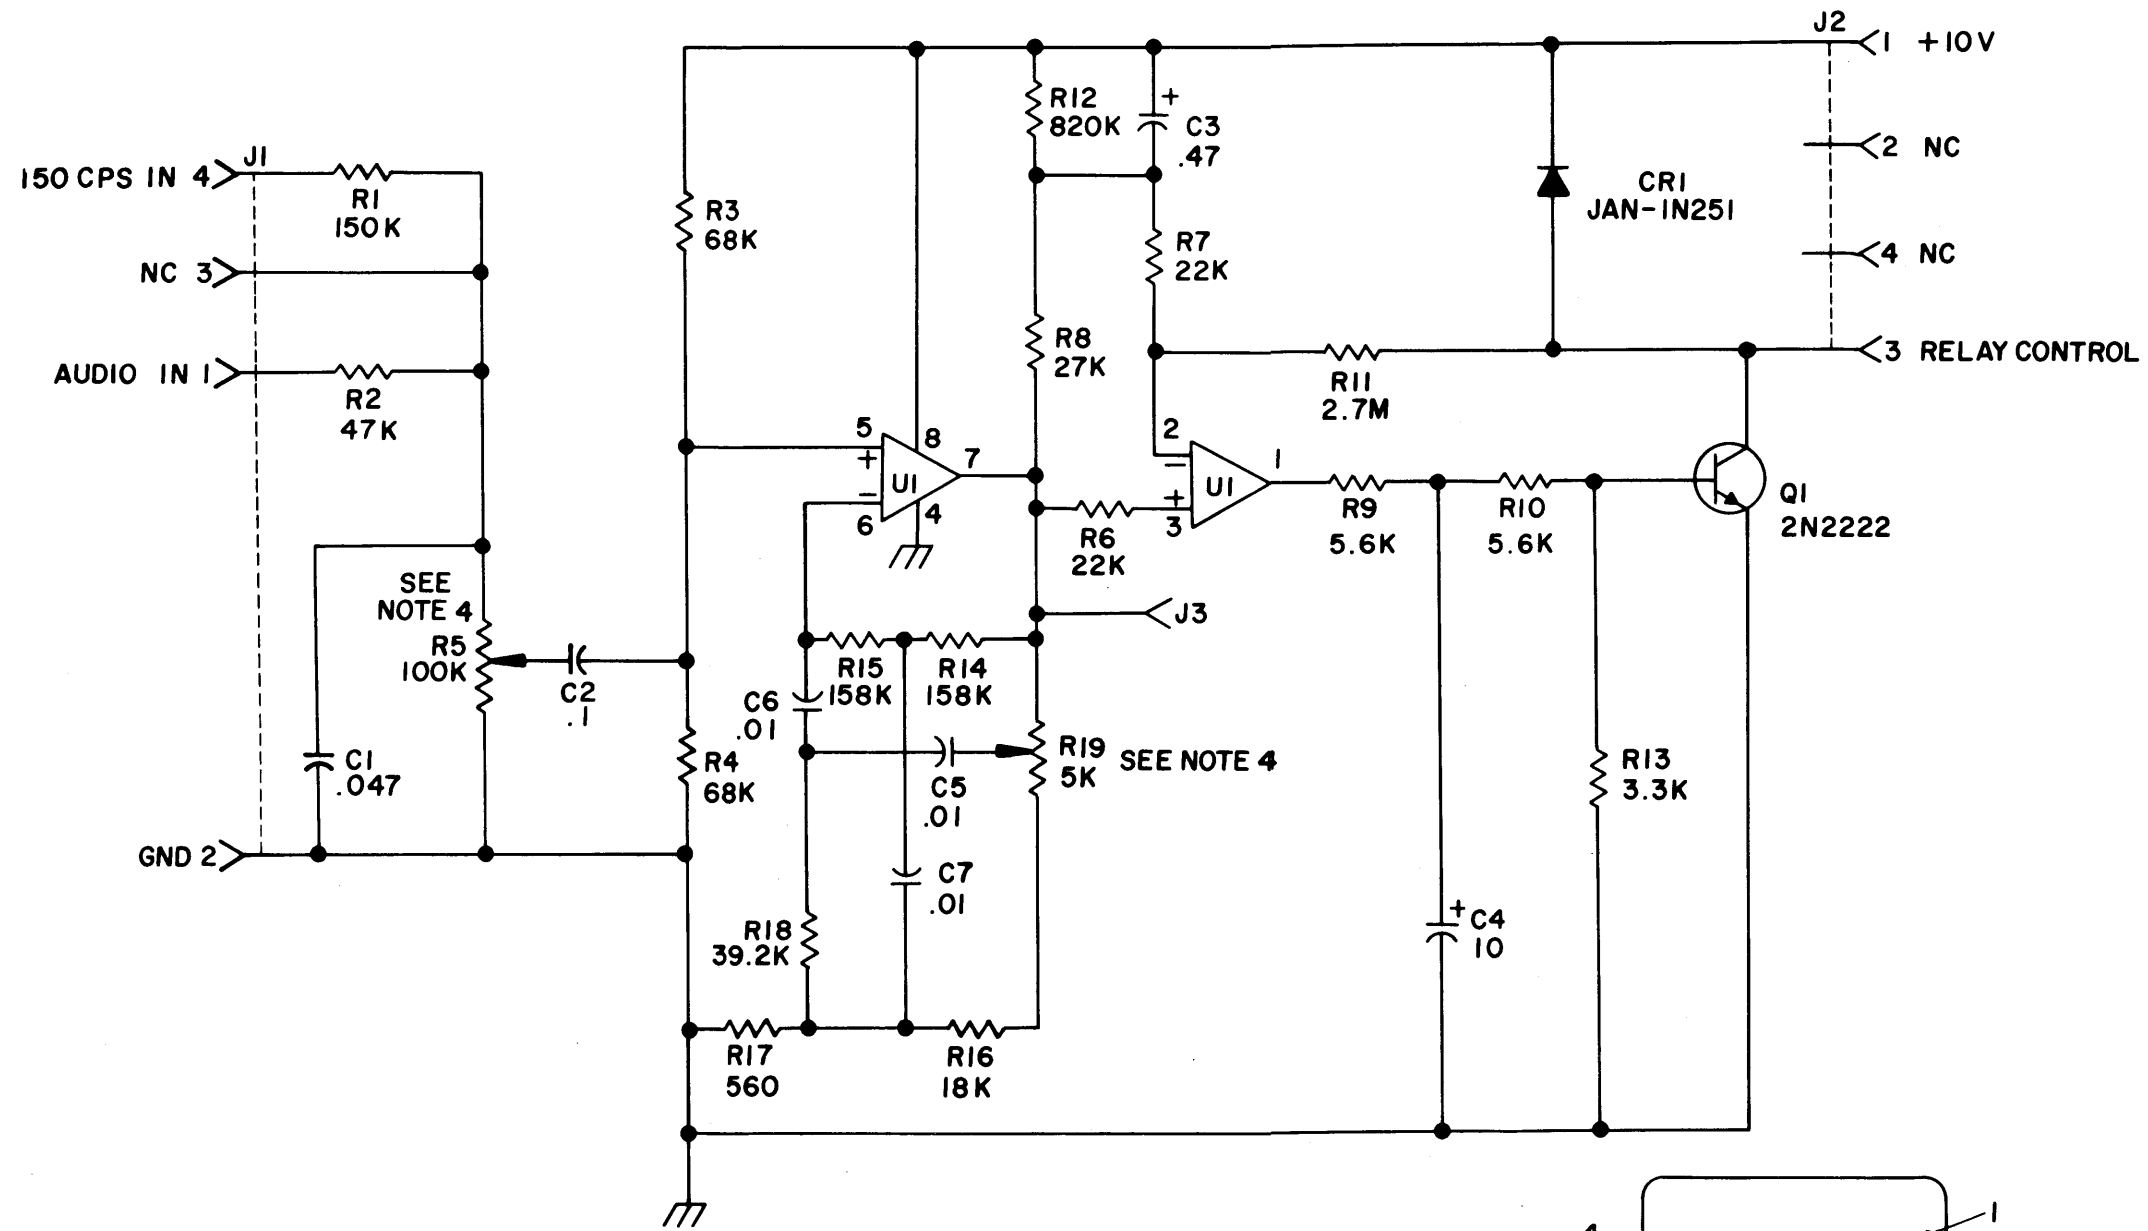 J2
1 +10V
R12
820K
+
C3
.47
2 NC
J1
150 CPS IN 4
R1
150K
CR1
JAN-1N251
R3
68K
R7
22K
4 NC
NC 3
R8
27K
3 RELAY CONTROL
AUDIO IN 1
R2
47K
R11
2.7M
5
+
8
U1
7
-
6
4
2
-
U1
1
+
3
R6
22K
R9
5.6K
R10
5.6K
Q1
2N2222
SEE
NOTE 4
R5
100K
C2
.1
J3
R15
158K
R14
158K
C6
.01
R19
5K
SEE NOTE 4
C5
.01
R4
68K
C1
.047
R13
3.3K
GND 2
C7
.01
R18
39.2K
+
C4
10
R17
560
R16
18K
1